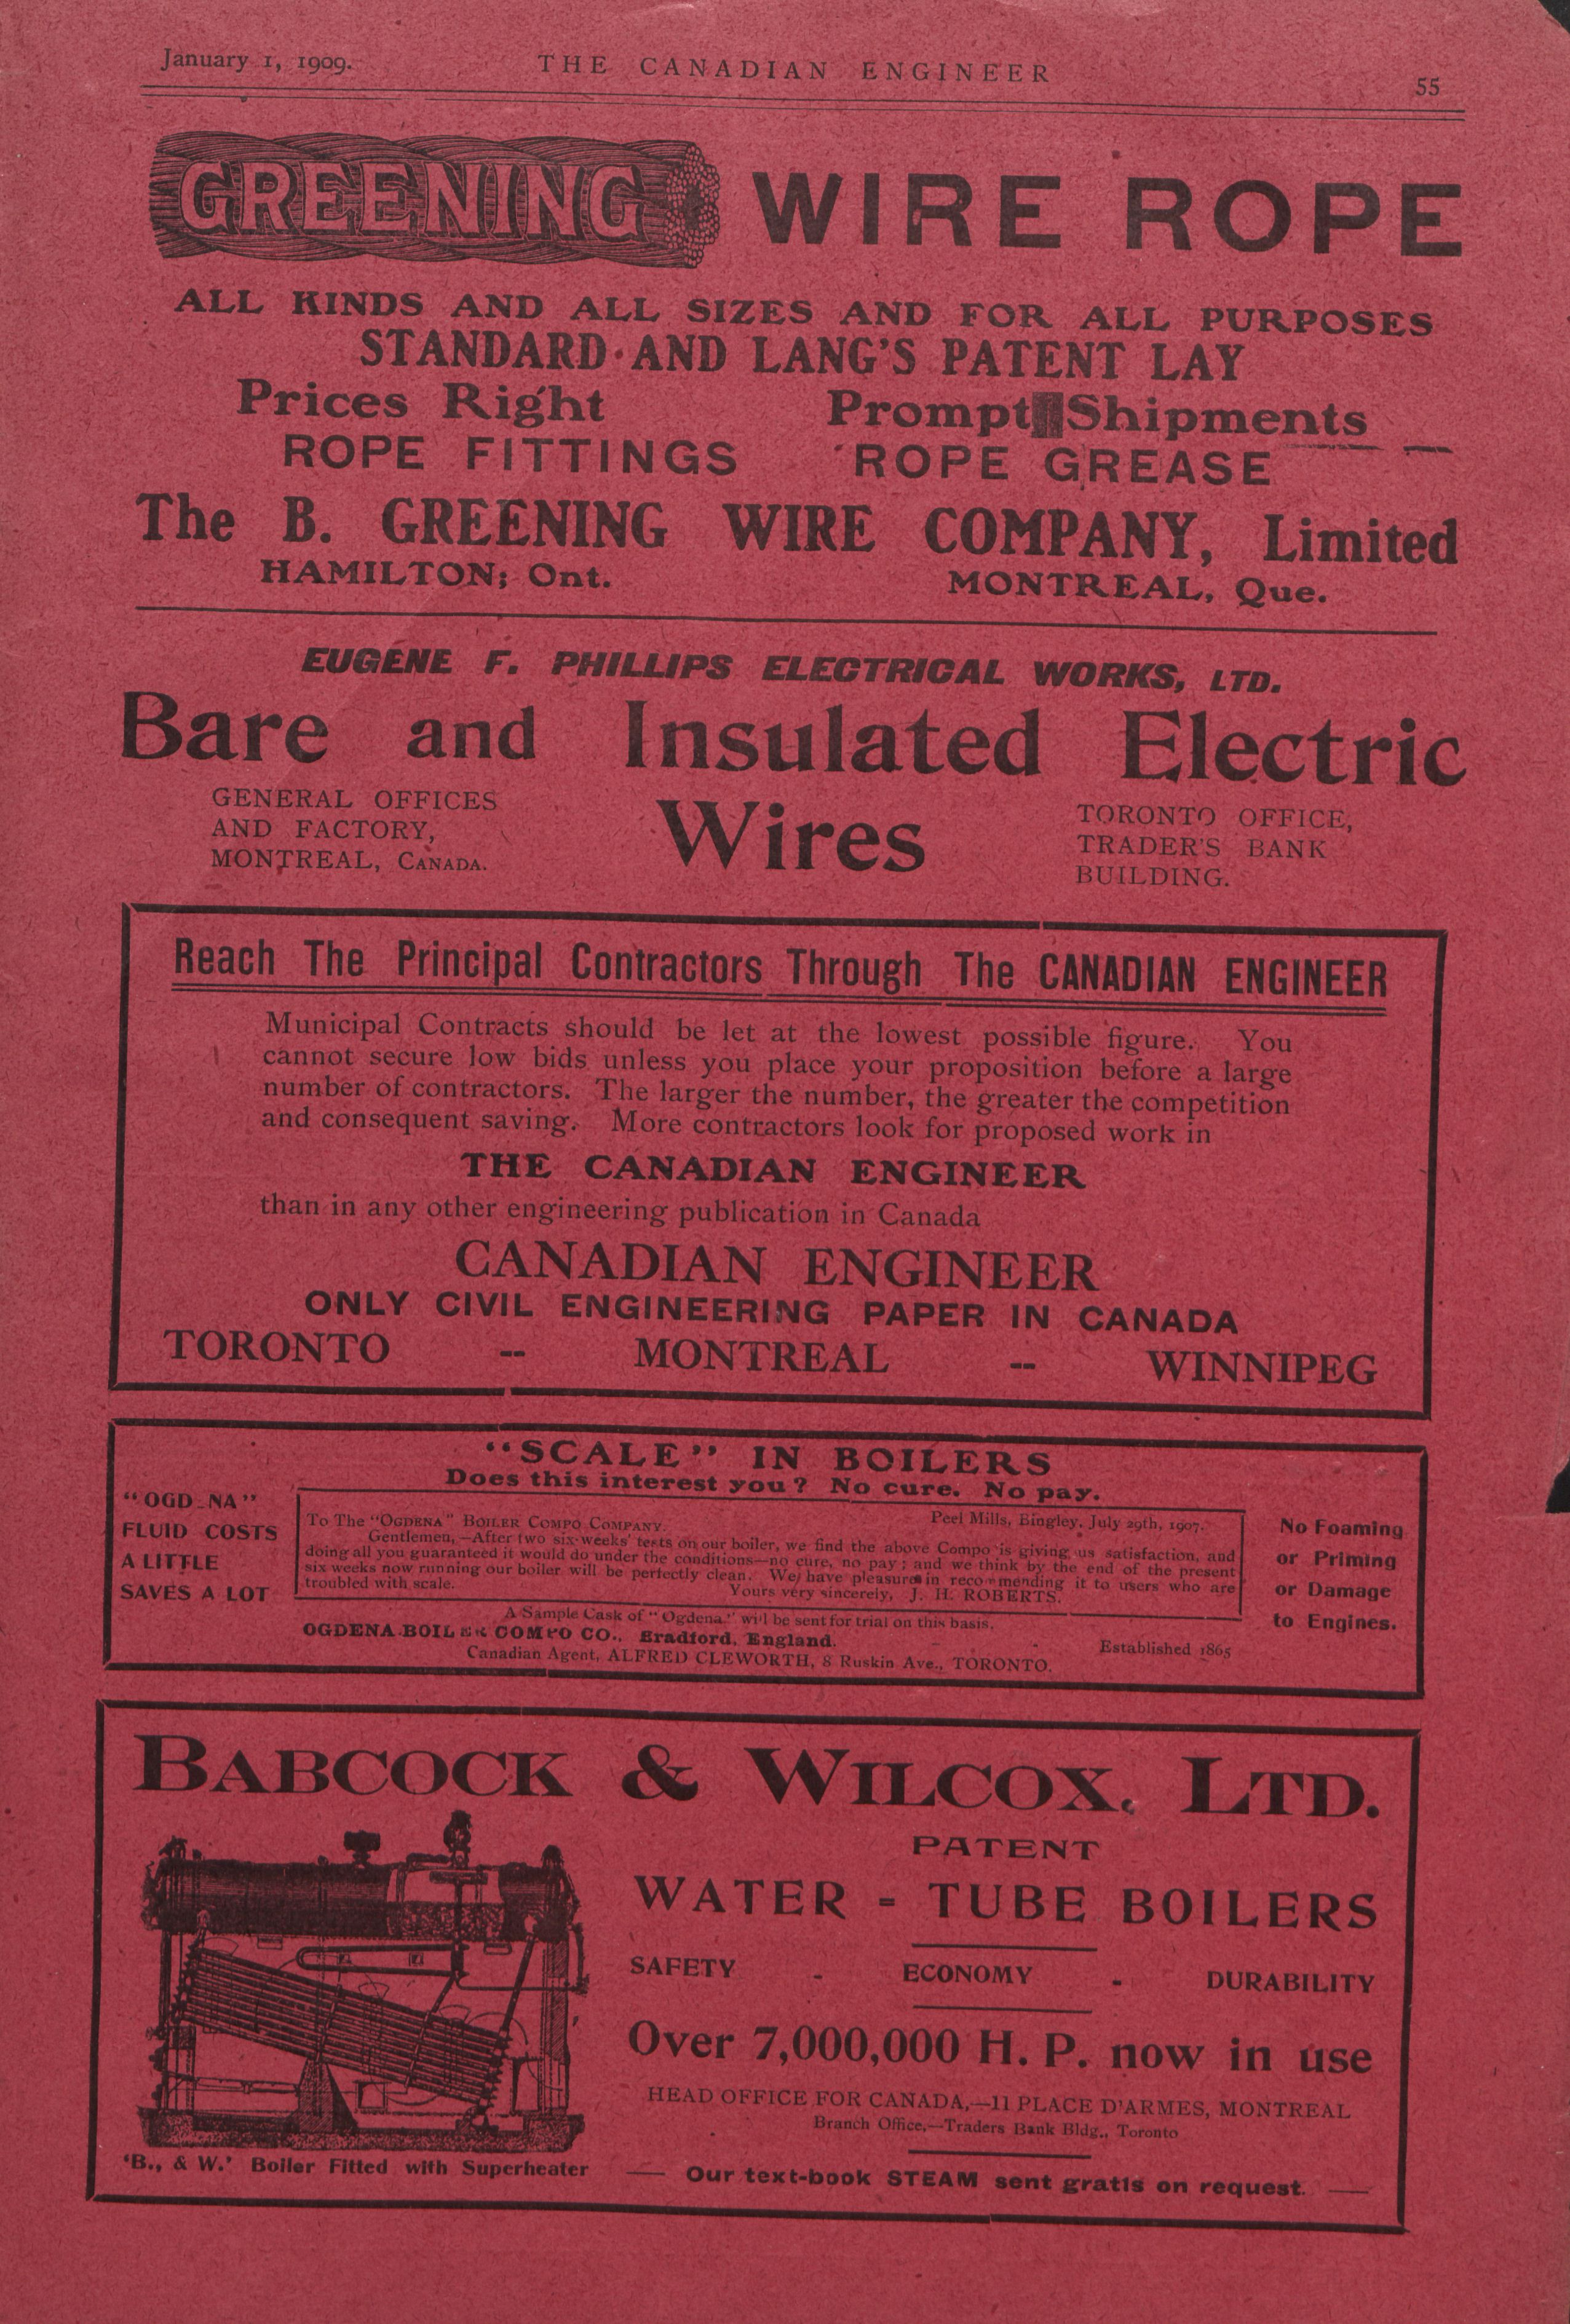 January 1, 1909.
THE CANADIAN ENGINEER
55
GREENING WIRE ROPE
ALL KINDS AND ALL SIZES AND FOR ALL PURPOSES
STANDARD AND LANG'S PATENT LAY
Prices Right Prompt Shipments
ROPE FITTINGS ROPE GREASE
The B. GREENING WIRE COMPANY, Limited
HAMILTON; Ont. MONTREAL, Que.
EUGENE F. PHILLIPS ELECTRICAL WORKS, LTD.
Bare and Insulated Electric
Wires
GENERAL OFFICES
AND FACTORY,
MONTREAL, CANADA.
TORONTO OFFICE,
TRADER'S BANK
BUILDING.
Reach The Principal Contractors Through The CANADIAN ENGINEER
Municipal Contracts should be let at the lowest possible figure. You
cannot secure low bids unless you place your proposition before a large
number of contractors. The larger the number, the greater the competition
and consequent saving. More contractors look for proposed work in
THE CANADIAN ENGINEER
than in any other engineering publication in Canada
CANADIAN ENGINEER
ONLY CIVIL ENGINEERING PAPER IN CANADA
TORONTO -- MONTREAL -- WINNIPEG
"SCALE" IN BOILERS
Does this interest you? No cure. No pay.
"OGD NA"
FLUID COSTS
A LITTLE
SAVES A LOT
To The "OGDENA" BOILER COMPO COMPANY. Peel Mills, Bingley, July 29th, 1907.
Gentlemen,—After two six-weeks' tests on our boiler, we find the above Compo is giving us satisfaction, and
doing all you guaranteed it would do under the conditions—no cure, no pay; and we think by the end of the present
six weeks now running our boiler will be perfectly clean. We have pleasure in recommending it to users who are
troubled with scale. Yours very sincerely, J. H. ROBERTS.
A Sample Cask of "Ogdena" will be sent for trial on this basis.
OGDENA BOILER COMPO CO., Bradford, England.
Established 1865
Canadian Agent, ALFRED CLEWORTH, 8 Ruskin Ave., TORONTO.
No Foaming
or Priming
or Damage
to Engines.
BABCOCK & WILCOX, LTD.
PATENT
WATER-TUBE BOILERS
SAFETY - ECONOMY - DURABILITY
Over 7,000,000 H. P. now in use
HEAD OFFICE FOR CANADA,—11 PLACE D'ARMES, MONTREAL
Branch Office,—Traders Bank Bldg., Toronto
'B., & W.' Boiler Fitted with Superheater
— Our text-book STEAM sent gratis on request. —